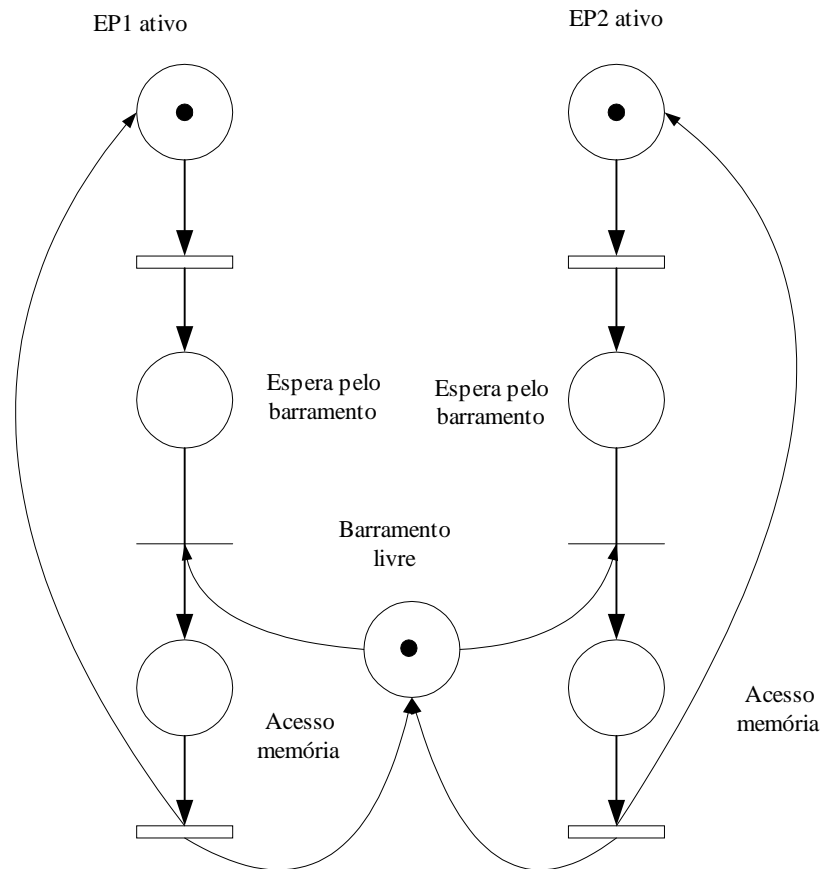 EP1 ativo
EP2 ativo
Espera pelo
barramento
Espera pelo
barramento
Barramento
livre
Acesso
memória
Acesso
memória